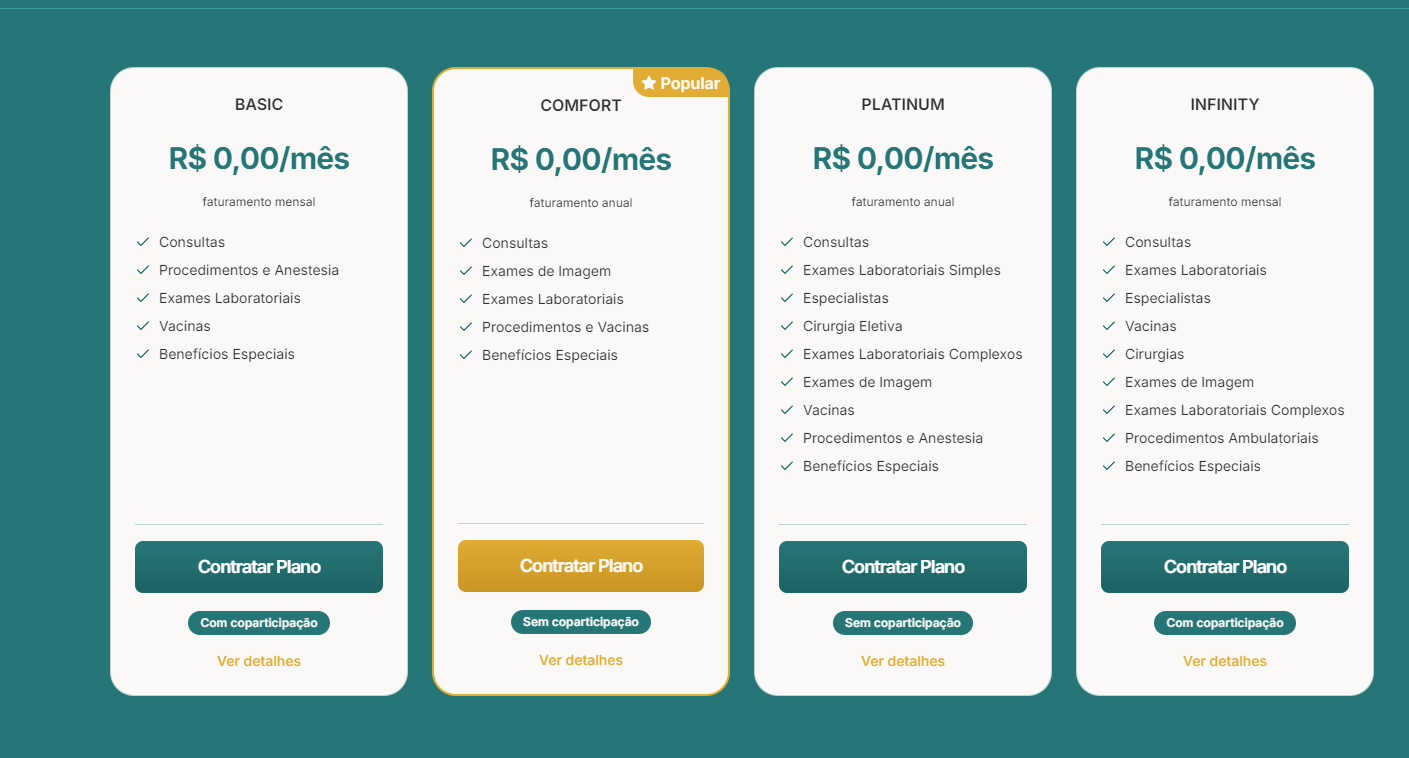 BASIC
R$ 0,00/mês
faturamento mensal
Consultas
Procedimentos e Anestesia
Exames Laboratoriais
Vacinas
Benefícios Especiais
Contratar Plano
Com coparticipação
Ver detalhes
Popular
COMFORT
R$ 0,00/mês
faturamento anual
Consultas
Exames de Imagem
Exames Laboratoriais
Procedimentos e Vacinas
Benefícios Especiais
Contratar Plano
Sem coparticipação
Ver detalhes
PLATINUM
R$ 0,00/mês
faturamento anual
Consultas
Exames Laboratoriais Simples
Especialistas
Cirurgia Eletiva
Exames Laboratoriais Complexos
Exames de Imagem
Vacinas
Procedimentos e Anestesia
Benefícios Especiais
Contratar Plano
Sem coparticipação
Ver detalhes
INFINITY
R$ 0,00/mês
faturamento mensal
Consultas
Exames Laboratoriais
Especialistas
Vacinas
Cirurgias
Exames de Imagem
Exames Laboratoriais Complexos
Procedimentos Ambulatoriais
Benefícios Especiais
Contratar Plano
Com coparticipação
Ver detalhes